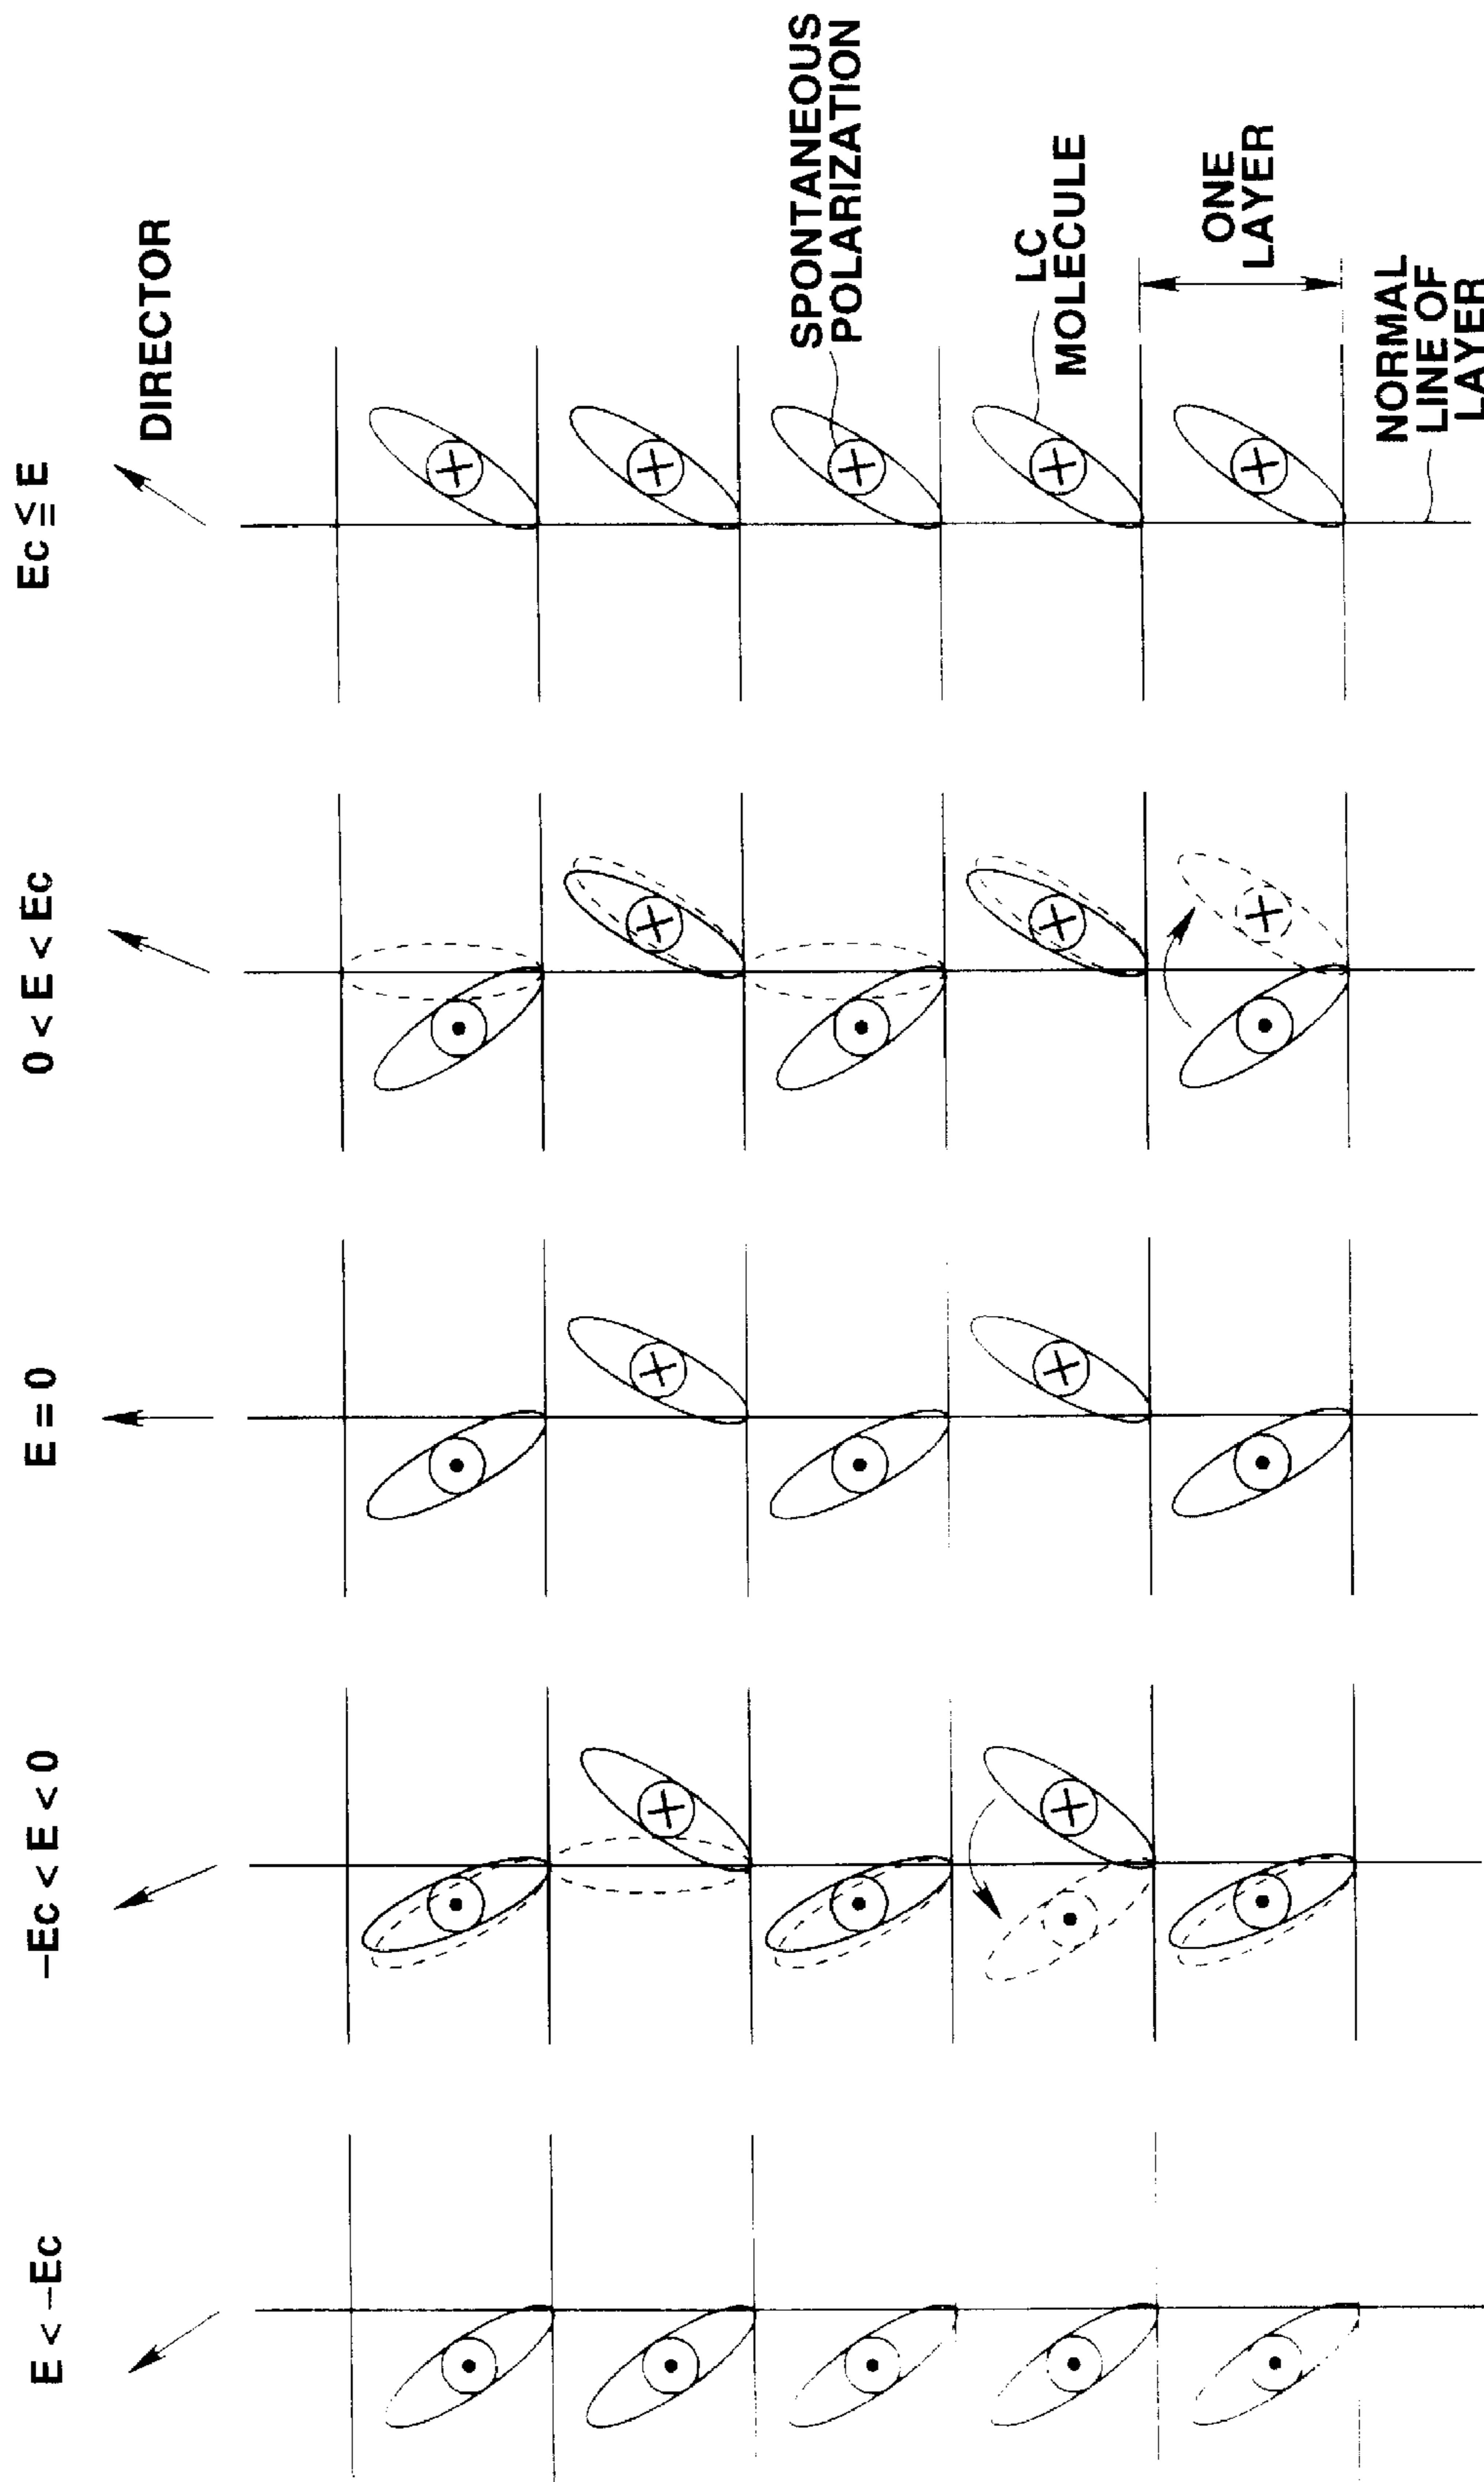 E < –Ec
–Ec < E < 0
E = 0
0 < E < Ec
Ec ≦ E
DIRECTOR
SPONTANEOUS
POLARIZATION
LC
MOLECULE
ONE
LAYER
NORMAL
LINE OF
LAYER